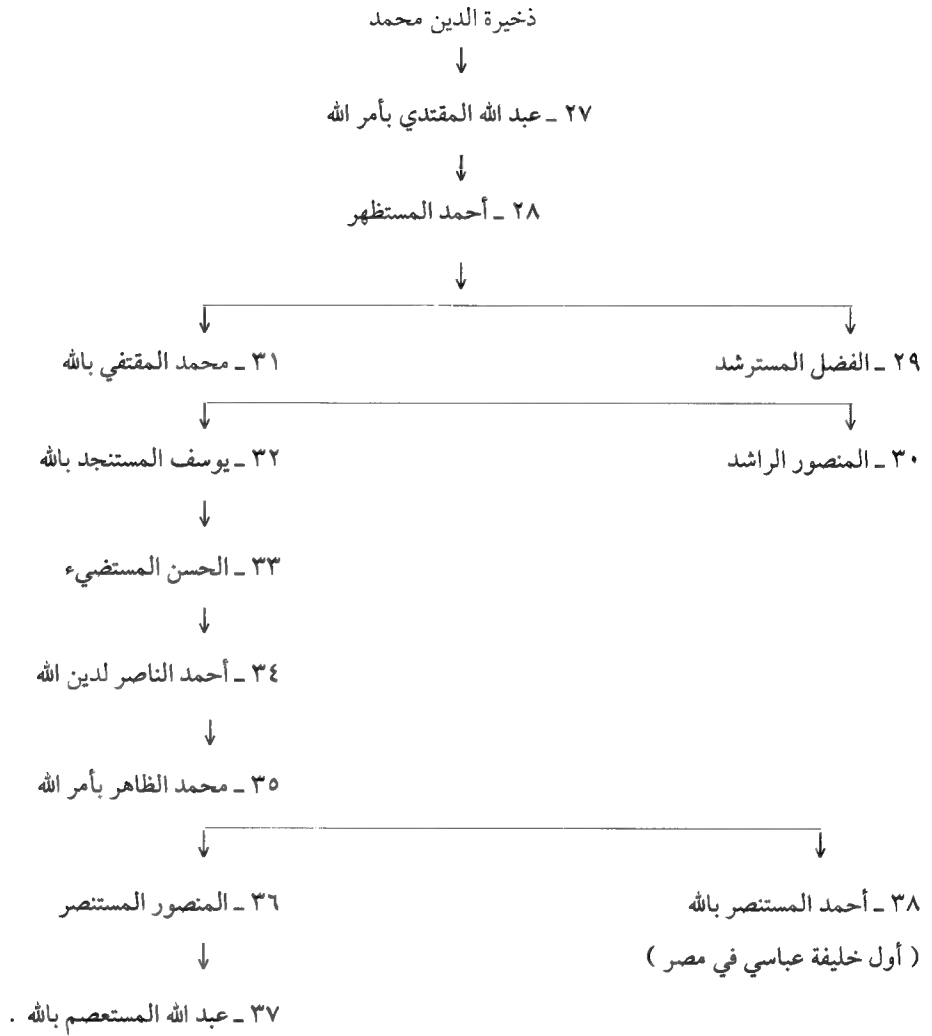 ذخيرة الدين محمد
٢٧ ـ عبد الله المقتدي بأمر الله
٢٨ ـ أحمد المستظهر
٢٩ ـ الفضل المسترشد
٣١ ـ محمد المقتفي بالله
٣٠ ـ المنصور الراشد
٣٢ ـ يوسف المستنجد بالله
٣٣ ـ الحسن المستضيء
٣٤ ـ أحمد الناصر لدين الله
٣٥ ـ محمد الظاهر بأمر الله
٣٨ ـ أحمد المستنصر بالله
٣٦ ـ المنصور المستنصر
( أول خليفة عباسي في مصر )
٣٧ ـ عبد الله المستعصم بالله .